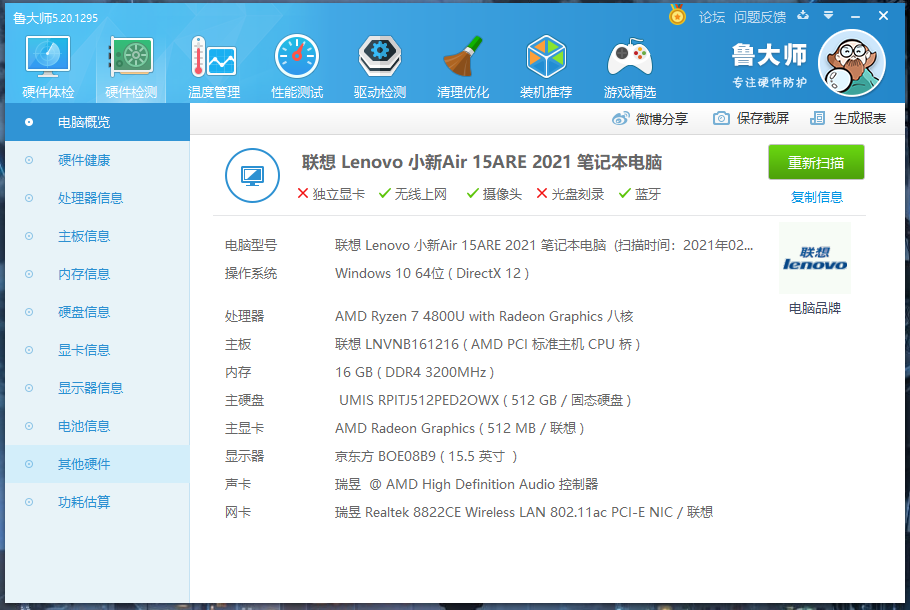 鲁大师5.20.1295
论坛 问题反馈
硬件体检 硬件检测 温度管理 性能测试 驱动检测 清理优化 装机推荐 游戏精选
鲁大师
专注硬件防护
微博分享 保存截屏 生成报表
电脑概览
硬件健康
处理器信息
主板信息
内存信息
硬盘信息
显卡信息
显示器信息
电池信息
其他硬件
功耗估算
联想 Lenovo 小新Air 15ARE 2021 笔记本电脑
独立显卡 无线上网 摄像头 光盘刻录 蓝牙
重新扫描
复制信息
电脑型号 联想 Lenovo 小新Air 15ARE 2021 笔记本电脑 (扫描时间：2021年02...
操作系统 Windows 10 64位 ( DirectX 12 )
处理器 AMD Ryzen 7 4800U with Radeon Graphics 八核
主板 联想 LNVNB161216 ( AMD PCI 标准主机 CPU 桥 )
内存 16 GB ( DDR4 3200MHz )
主硬盘 UMIS RPITJ512PED2OWX ( 512 GB / 固态硬盘 )
主显卡 AMD Radeon Graphics ( 512 MB / 联想 )
显示器 京东方 BOE08B9 ( 15.5 英寸 )
声卡 瑞昱 @ AMD High Definition Audio 控制器
网卡 瑞昱 Realtek 8822CE Wireless LAN 802.11ac PCI-E NIC / 联想
联想
lenovo
电脑品牌